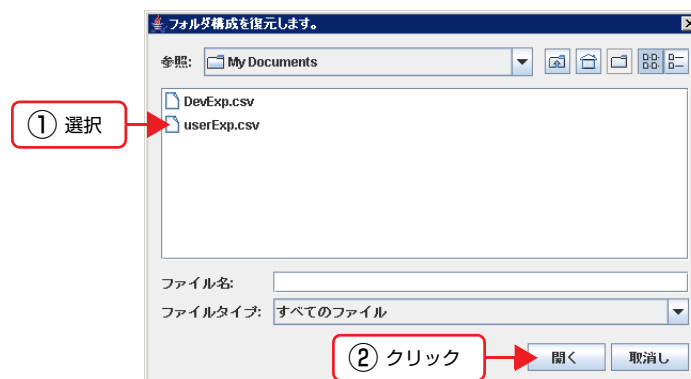 フォルダ構成を復元します。
参照: My Documents
DevExp.csv
① 選択
userExp.csv
ファイル名:
ファイルタイプ: すべてのファイル
② クリック
開く 取消し